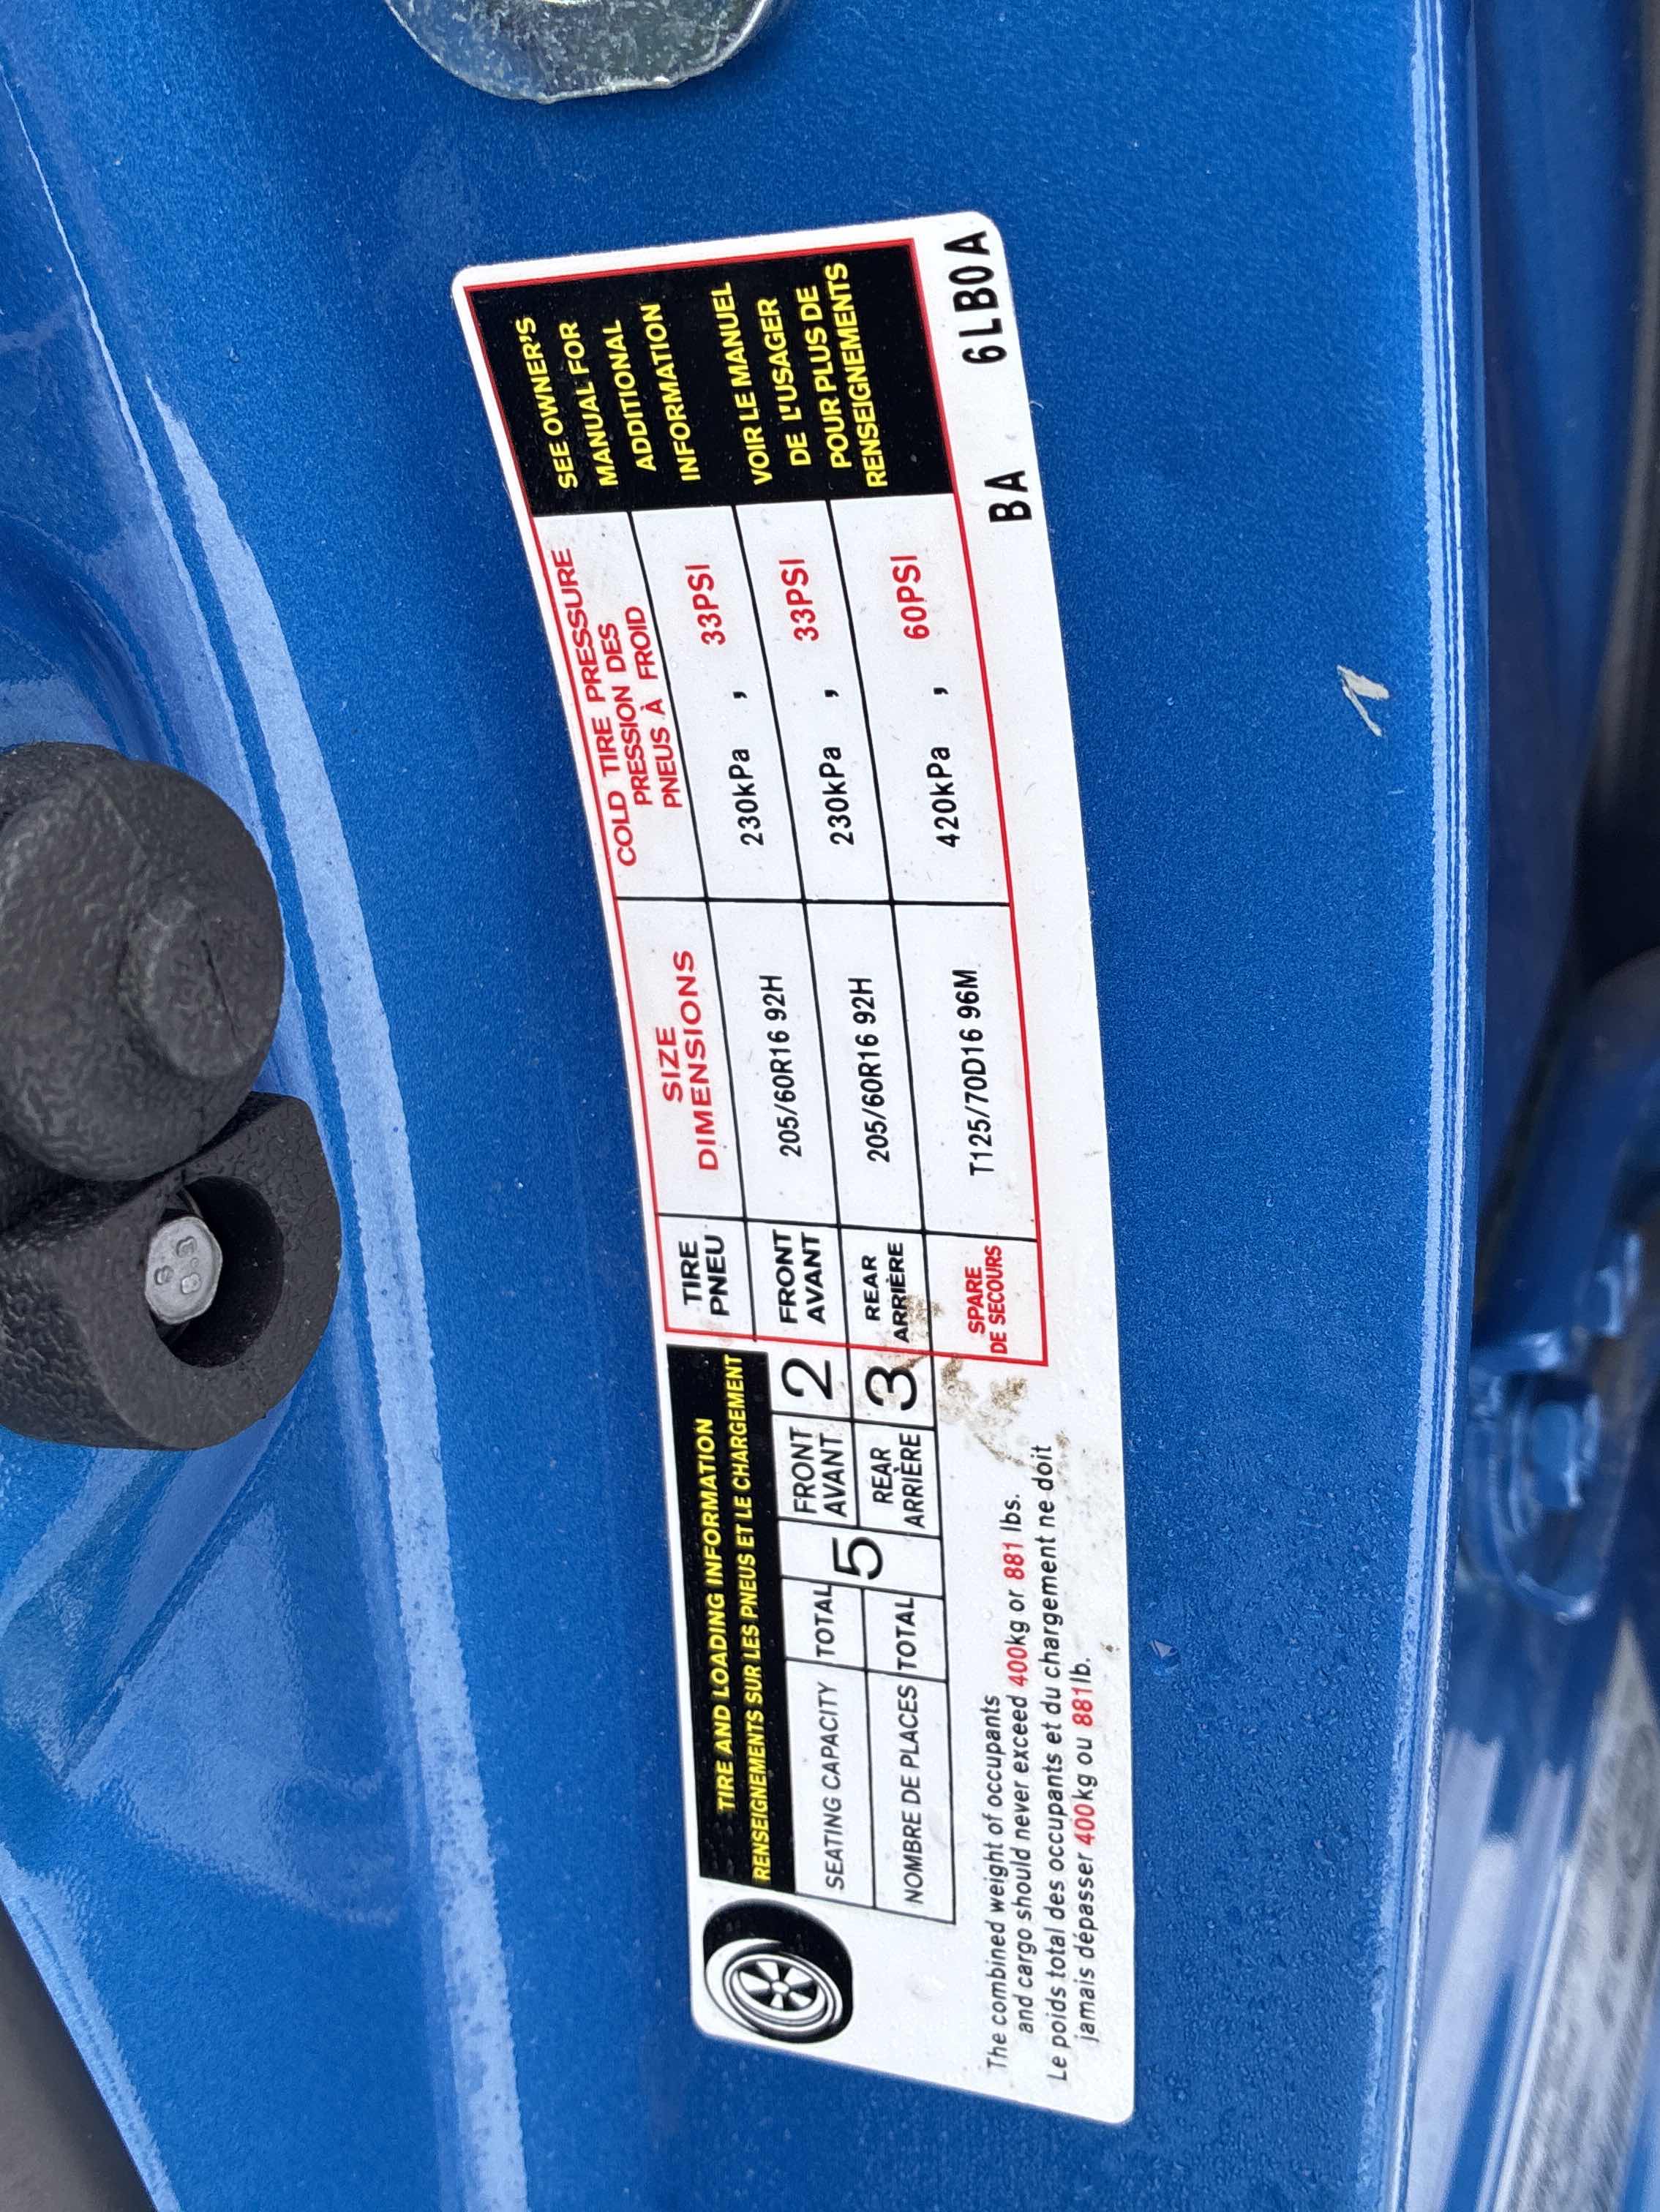 TIRE AND LOADING INFORMATION
RENSEIGNEMENTS SUR LES PNEUS ET LE CHARGEMENT
SEATING CAPACITY TOTAL 5 FRONT AVANT 2
NOMBRE DE PLACES TOTAL REAR ARRIÈRE 3
The combined weight of occupants
and cargo should never exceed 400kg or 881 lbs.
Le poids total des occupants et du chargement ne doit
jamais dépasser 400kg ou 881lb.
TIRE
PNEU
SIZE
DIMENSIONS
COLD TIRE PRESSURE
PRESSION DES
PNEUS À FROID
FRONT
AVANT
205/60R16 92H
230kPa , 33PSI
REAR
ARRIÈRE
205/60R16 92H
230kPa , 33PSI
SPARE
DE SECOURS
T125/70D16 96M
420kPa , 60PSI
SEE OWNER'S
MANUAL FOR
ADDITIONAL
INFORMATION
VOIR LE MANUEL
DE L'USAGER
POUR PLUS DE
RENSEIGNEMENTS
BA 6LB0A